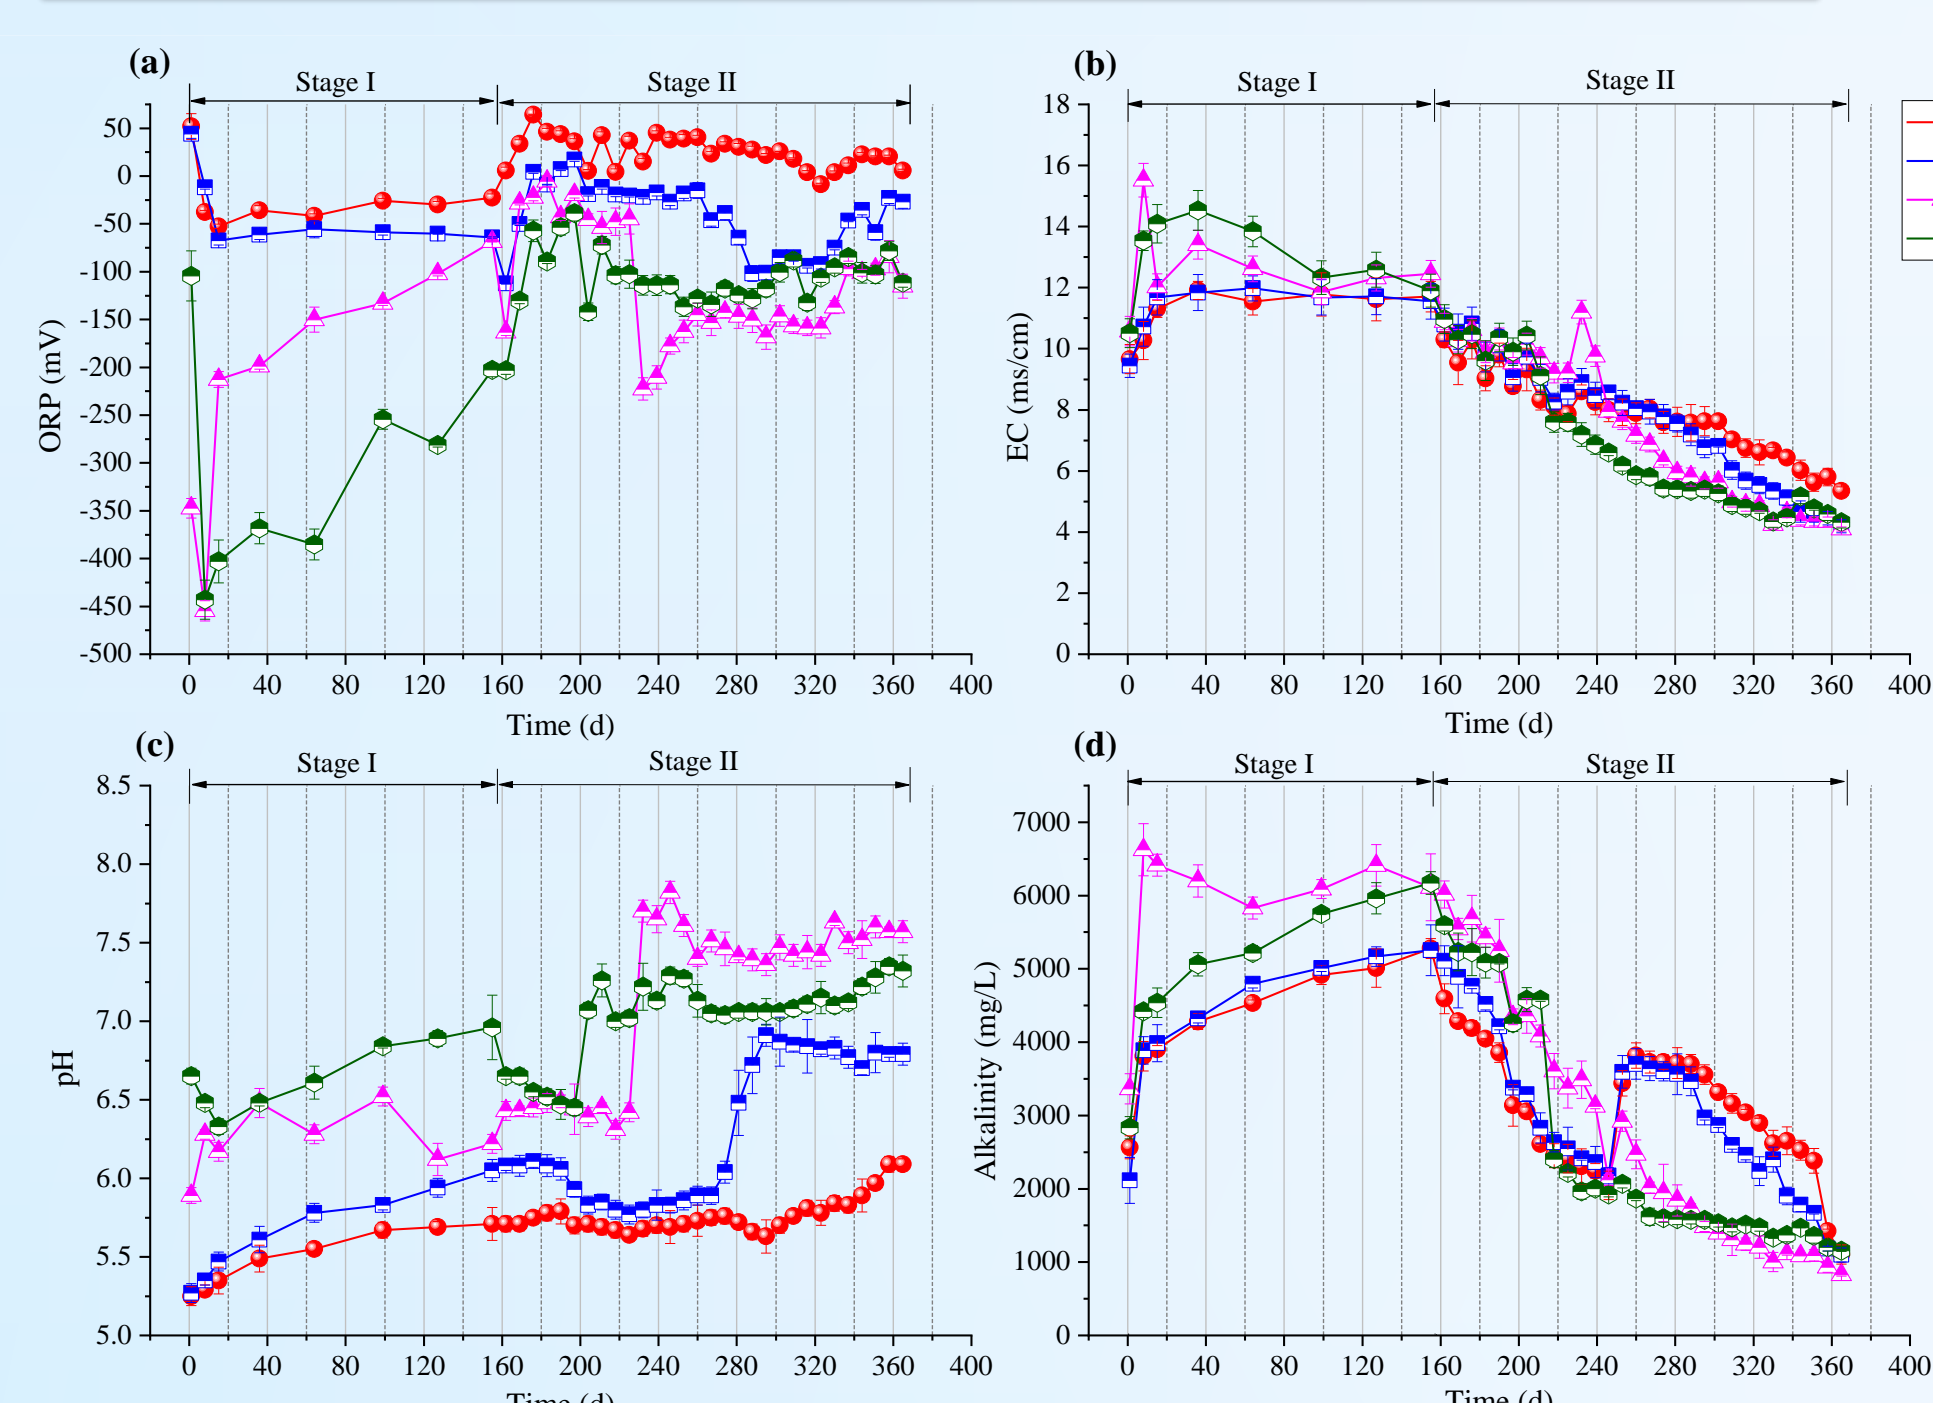 (a)
Stage I
Stage II
50
0
-50
-100
-150
-200
-250
-300
-350
-400
-450
-500
ORP (mV)
0 40 80 120 160 200 240 280 320 360 400
Time (d)
(b)
Stage I
Stage II
18
16
14
12
10
8
6
4
2
0
EC (ms/cm)
0 40 80 120 160 200 240 280 320 360 400
Time (d)
(c)
Stage I
Stage II
8.5
8.0
7.5
7.0
6.5
6.0
5.5
5.0
pH
0 40 80 120 160 200 240 280 320 360 400
Time (d)
(d)
Stage I
Stage II
7000
6000
5000
4000
3000
2000
1000
0
Alkalinity (mg/L)
0 40 80 120 160 200 240 280 320 360 400
Time (d)